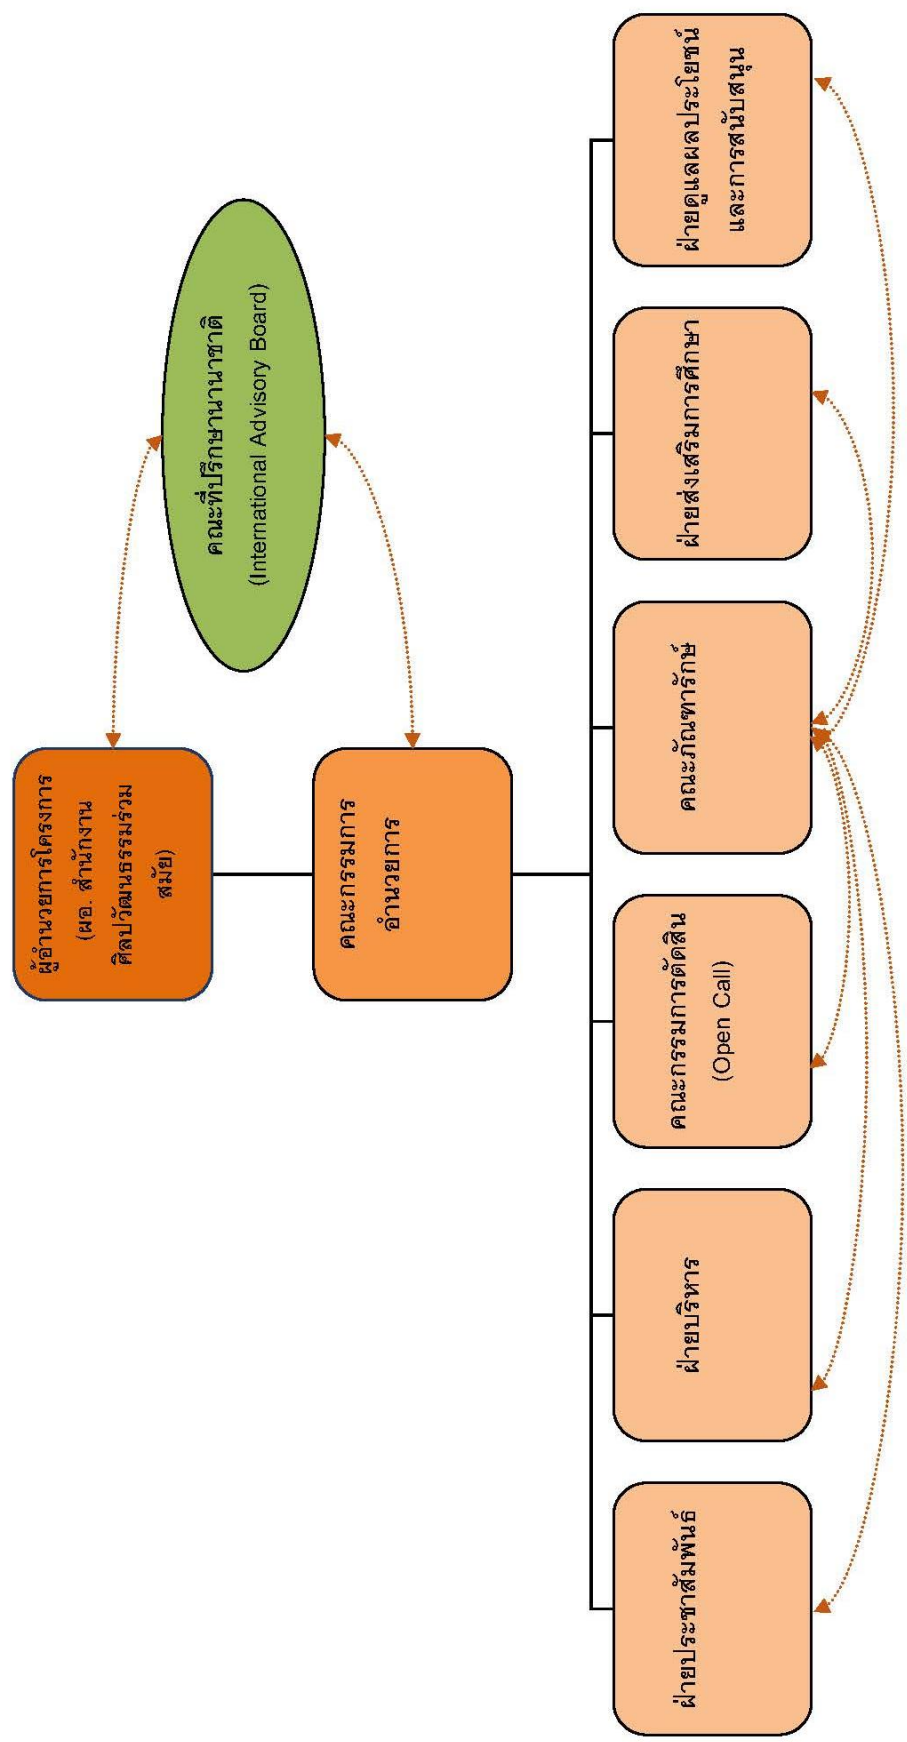 ผู้อำนวยการโครงการ
(ผอ. สำนักงาน
ศิลปวัฒนธรรมร่วม
สมัย)
คณะที่ปรึกษานานาชาติ
(International Advisory Board)
คณะกรรมการ
อำนวยการ
ฝ่ายประชาสัมพันธ์
ฝ่ายบริหาร
คณะกรรมการตัดสิน
(Open Call)
คณะภัณฑารักษ์
ฝ่ายส่งเสริมการศึกษา
ฝ่ายดูแลผลประโยชน์
และการสนับสนุน